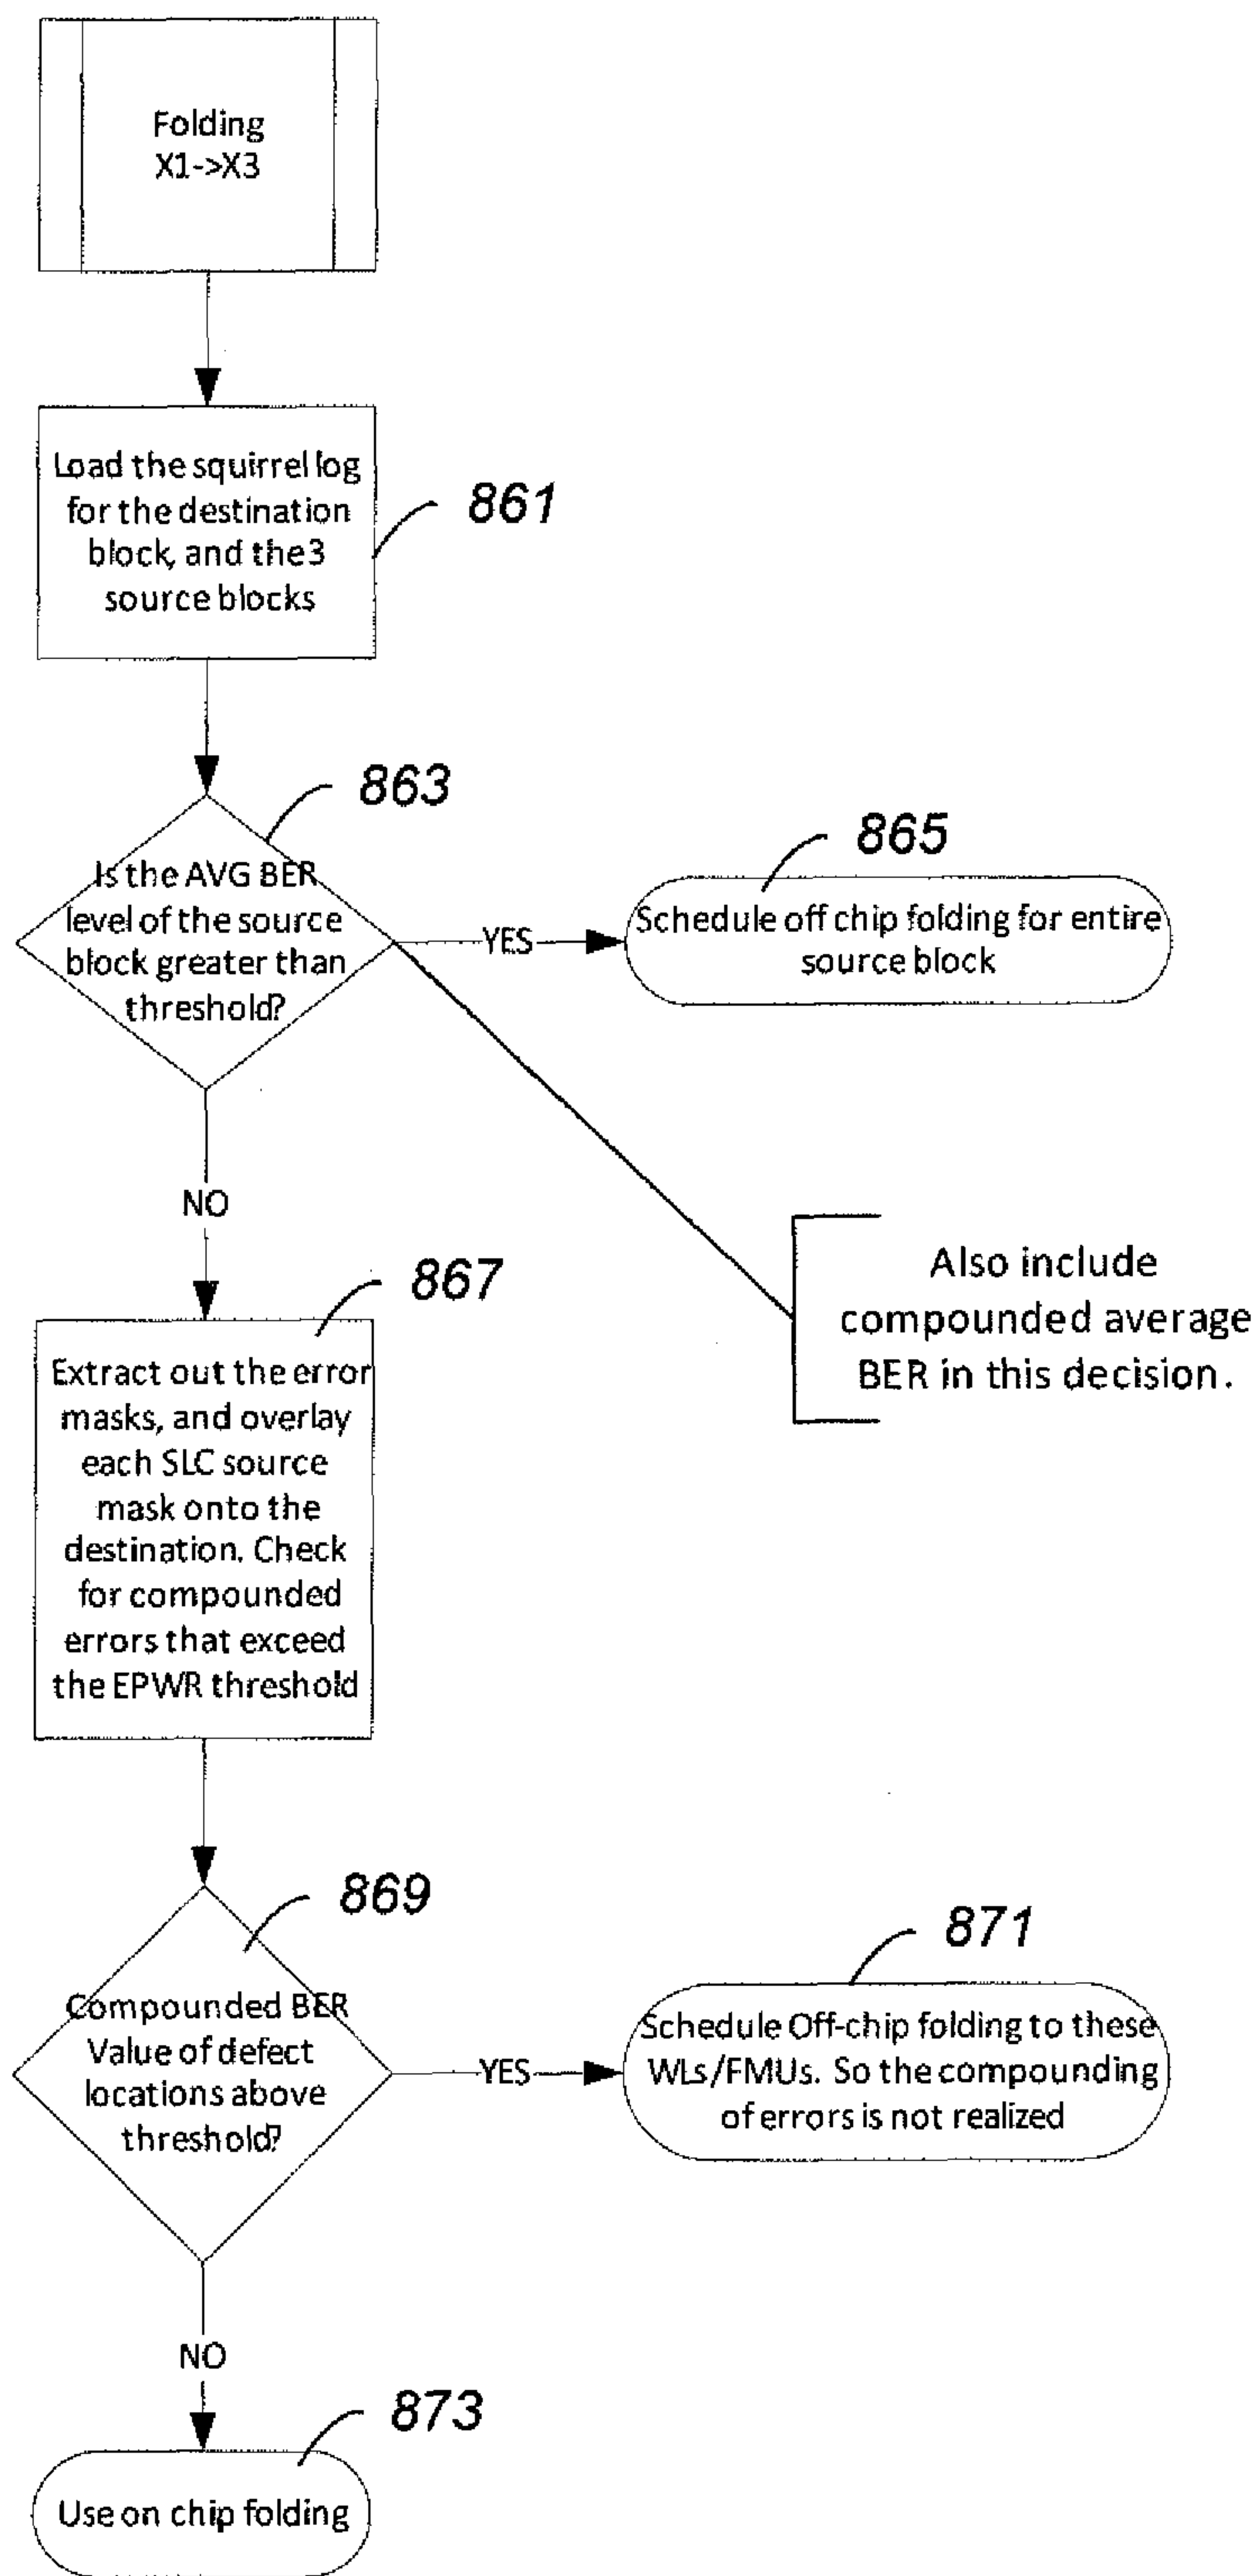 Folding
X1->X3
Load the squirrel log
for the destination
block, and the 3
source blocks
861
863
Is the AVG BER
level of the source
block greater than
threshold?
YES
865
Schedule off chip folding for entire
source block
NO
Also include
compounded average
BER in this decision.
867
Extract out the error
masks, and overlay
each SLC source
mask onto the
destination. Check
for compounded
errors that exceed
the EPWR threshold
869
Compounded BER
Value of defect
locations above
threshold?
YES
871
Schedule Off-chip folding to these
WLs/FMUs. So the compounding
of errors is not realized
NO
873
Use on chip folding